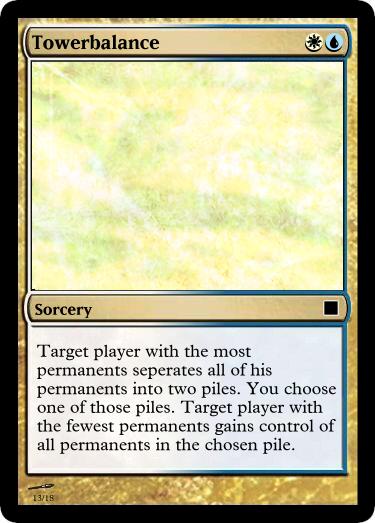 Towerbalance
Sorcery
Target player with the most
permanents seperates all of his
permanents into two piles. You choose
one of those piles. Target player with
the fewest permanents gains control of
all permanents in the chosen pile.
13/18